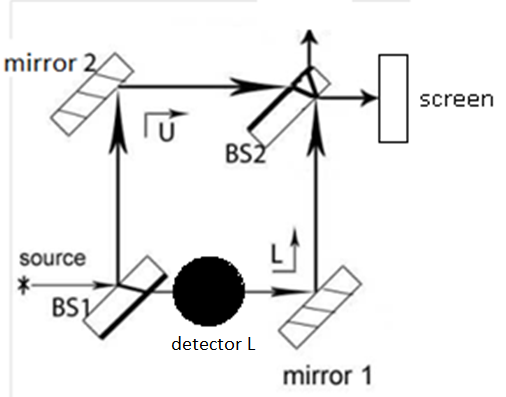 mirror 2
screen
U
BS2
source
L
BS1
detector L
mirror 1